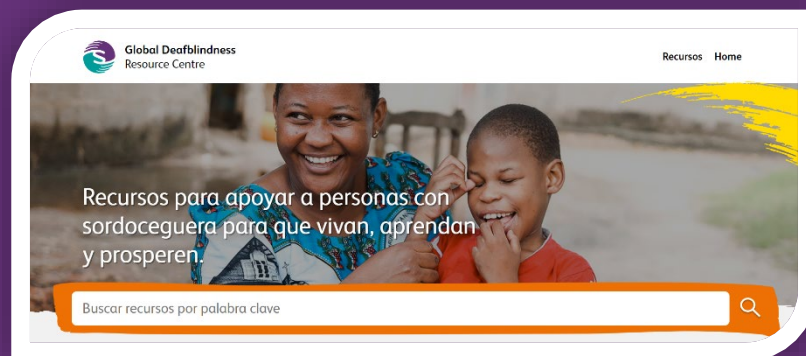 Global Deafblindness
Resource Centre
Recursos Home
Recursos para apoyar a personas con
sordoceguera para que vivan, aprendan
y prosperen.
Buscar recursos por palabra clave